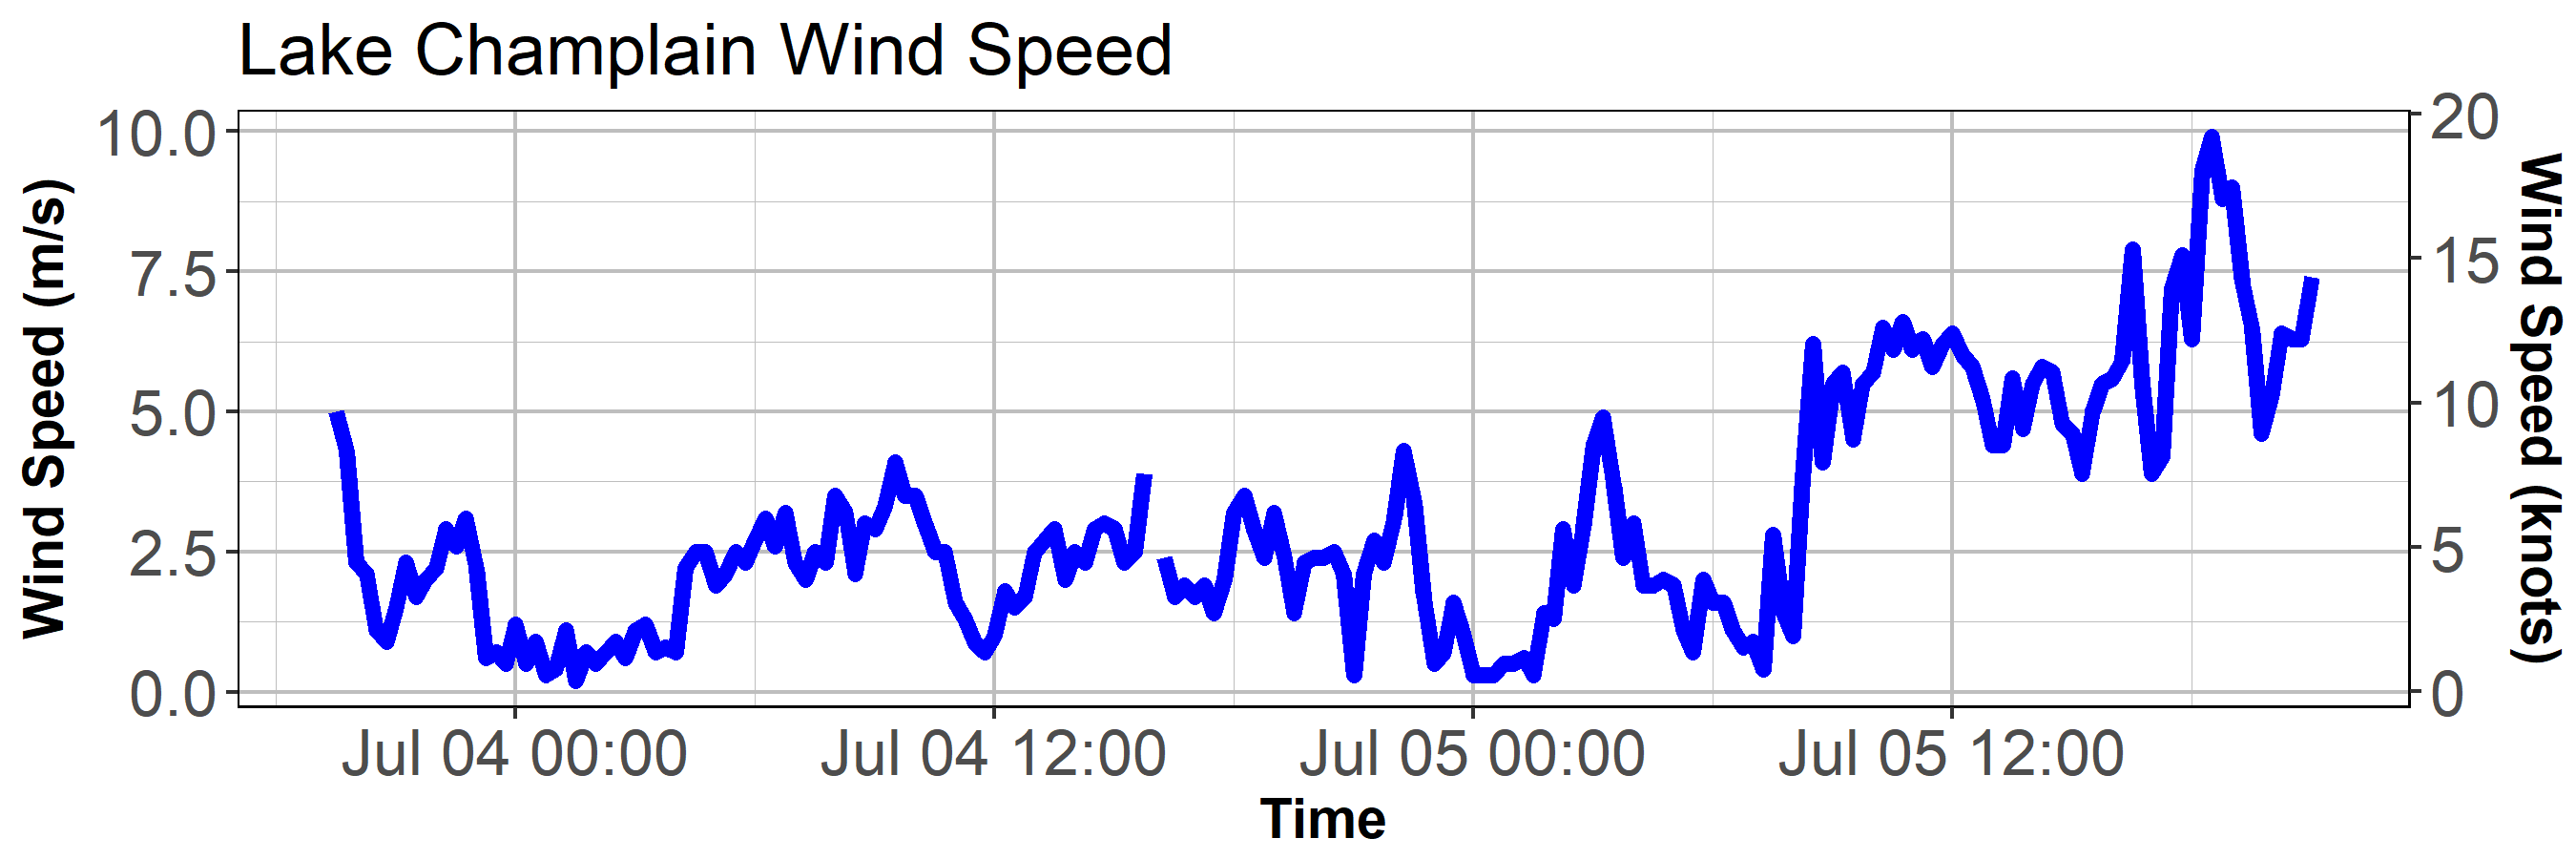 Lake Champlain Wind Speed
Wind Speed (m/s)
10.0
7.5
5.0
2.5
0.0
20
15
10
5
0
Wind Speed (knots)
Jul 04 00:00
Jul 04 12:00
Jul 05 00:00
Jul 05 12:00
Time